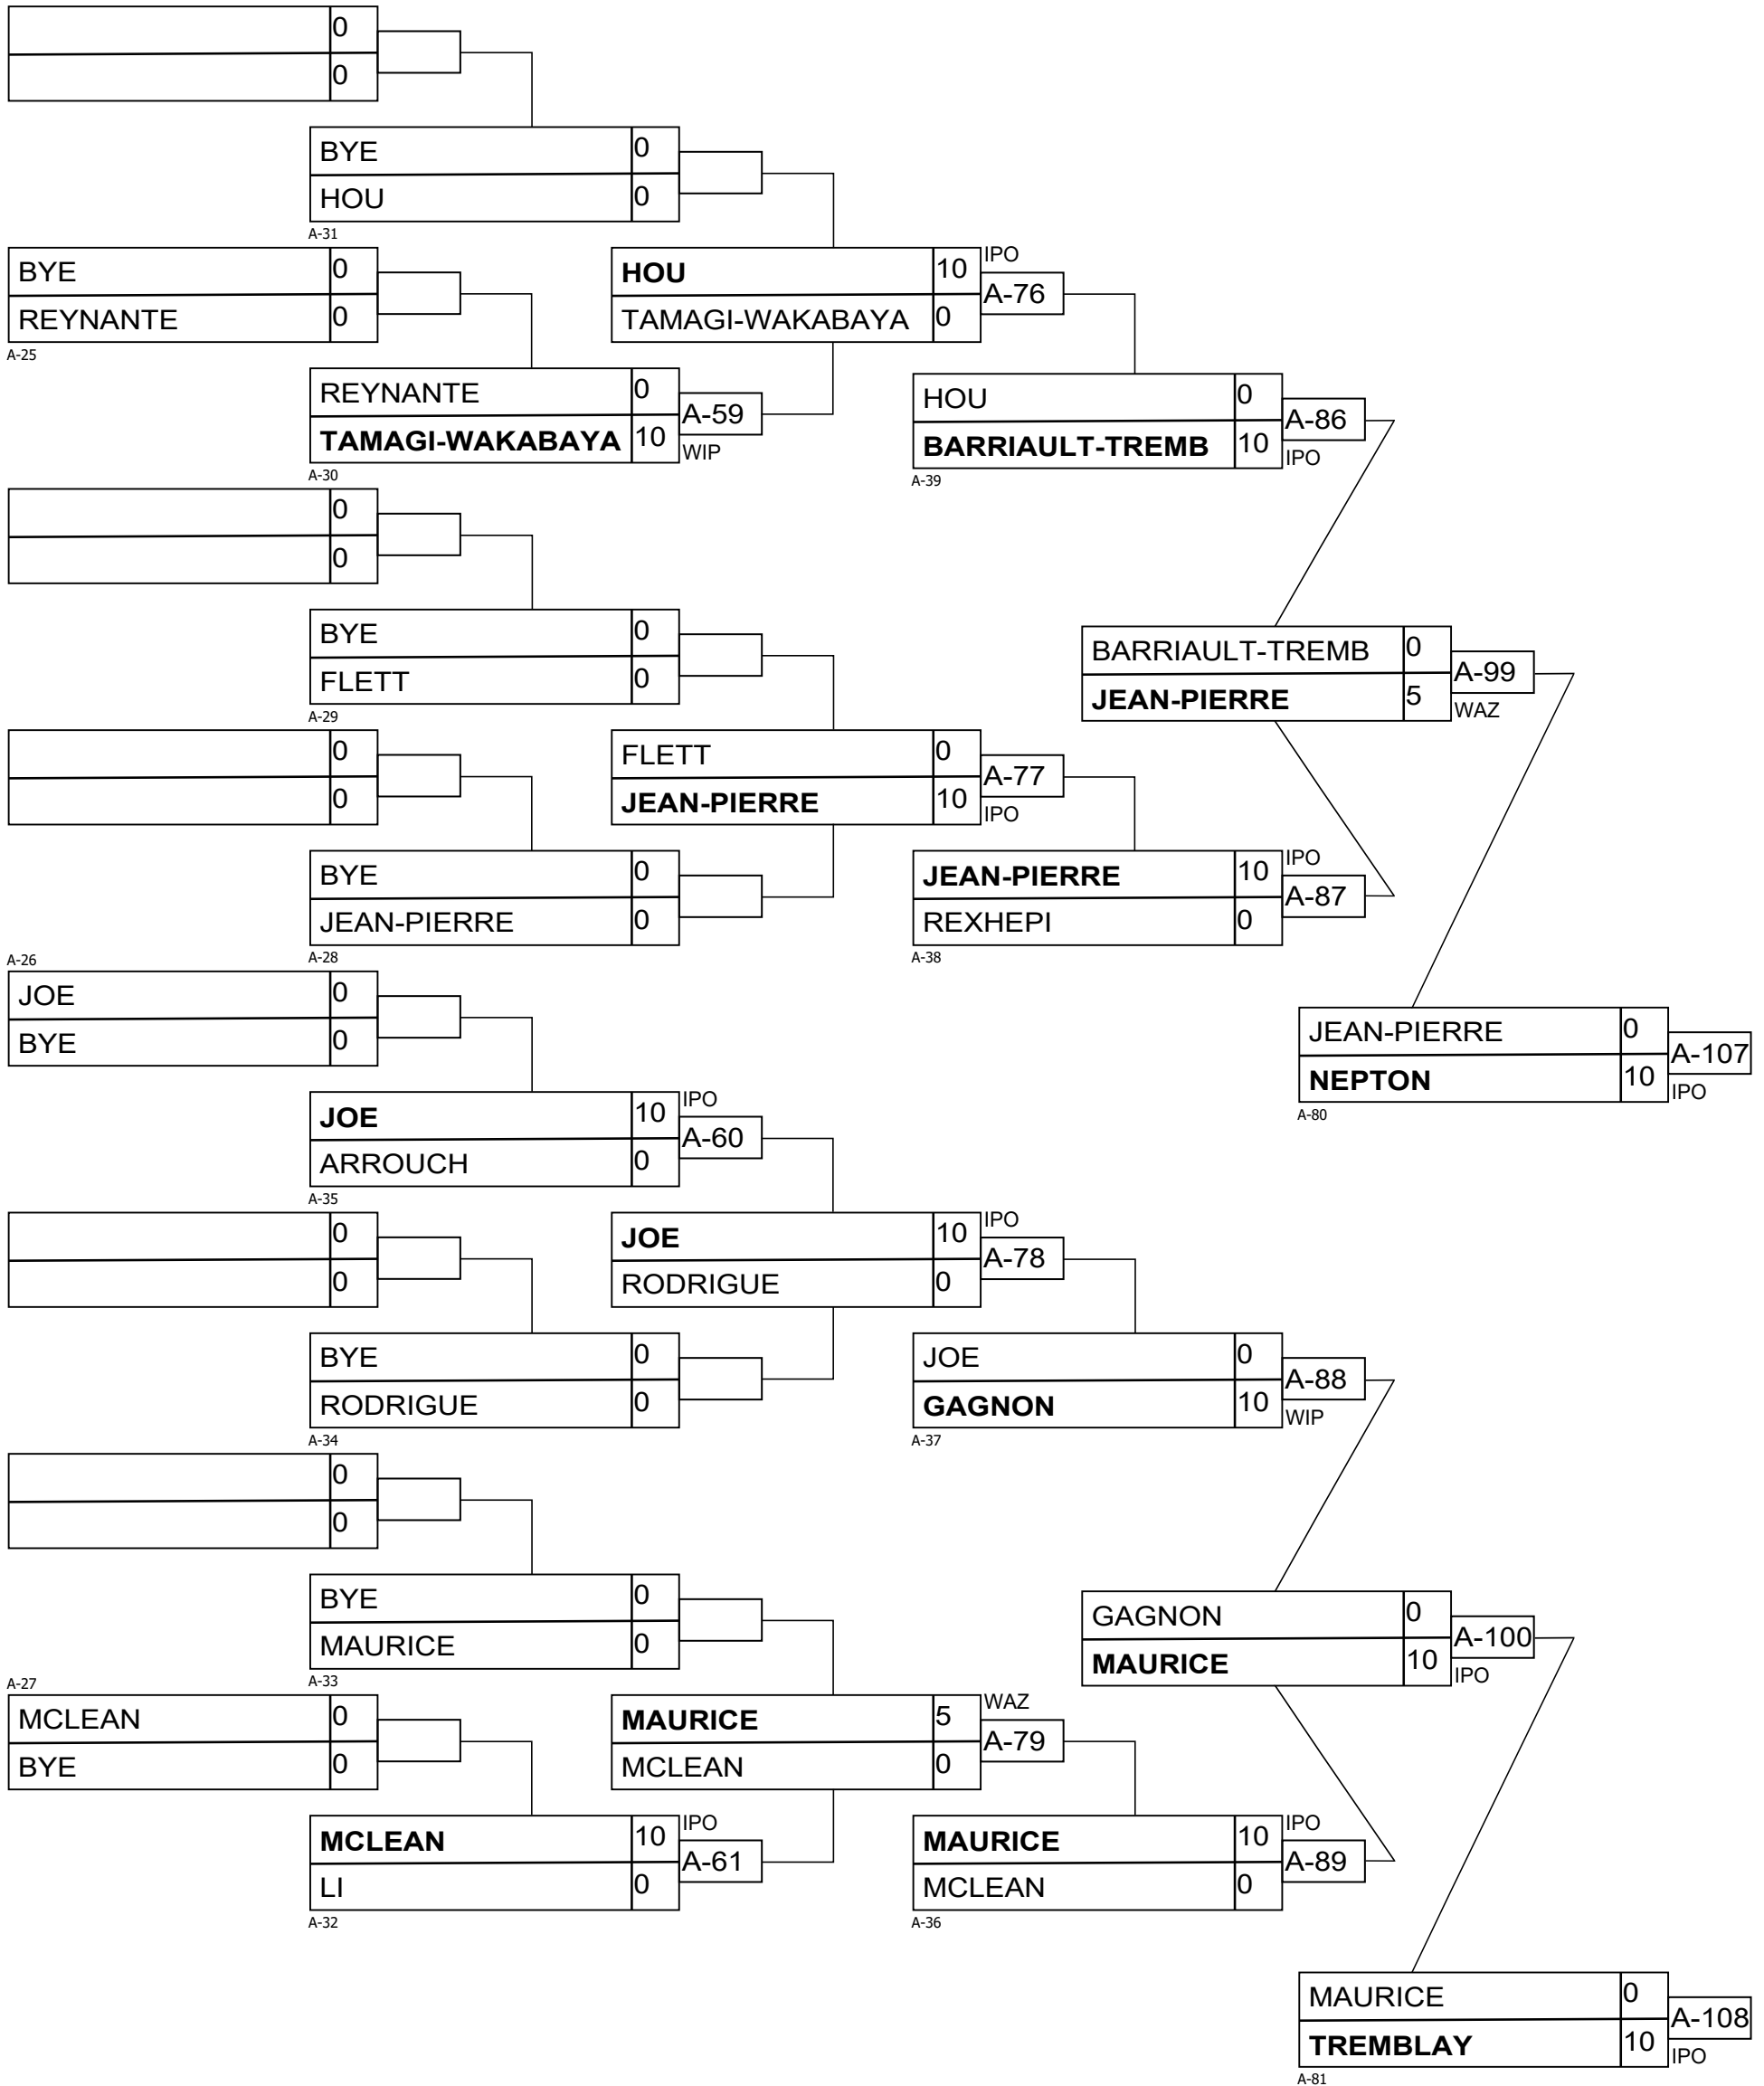 0
0
BYE 0
HOU 0
A-31
BYE 0
REYNANTE 0
A-25
HOU 10 IPO
TAMAGI-WAKABAYA 0
A-76
REYNANTE 0
TAMAGI-WAKABAYA 10
A-59
WIP
A-30
HOU 0
BARRIAULT-TREMB 10
A-86
IPO
A-39
0
0
BYE 0
FLETT 0
A-29
BARRIAULT-TREMB 0
JEAN-PIERRE 5
A-99
WAZ
0
0
FLETT 0
JEAN-PIERRE 10
A-77
IPO
BYE 0
JEAN-PIERRE 0
A-28
JEAN-PIERRE 10 IPO
REXHEPI 0
A-87
A-38
A-26
JOE 0
BYE 0
JEAN-PIERRE 0
NEPTON 10
A-107
IPO
A-80
JOE 10 IPO
ARROUCH 0
A-60
A-35
0
0
JOE 10 IPO
RODRIGUE 0
A-78
BYE 0
RODRIGUE 0
A-34
JOE 0
GAGNON 10
A-88
WIP
A-37
0
0
BYE 0
MAURICE 0
A-33
GAGNON 0
MAURICE 10
A-100
IPO
A-27
MCLEAN 0
BYE 0
MAURICE 5 WAZ
MCLEAN 0
A-79
MCLEAN 10 IPO
LI 0
A-61
A-32
MAURICE 10 IPO
MCLEAN 0
A-89
A-36
MAURICE 0
TREMBLAY 10
A-108
IPO
A-81